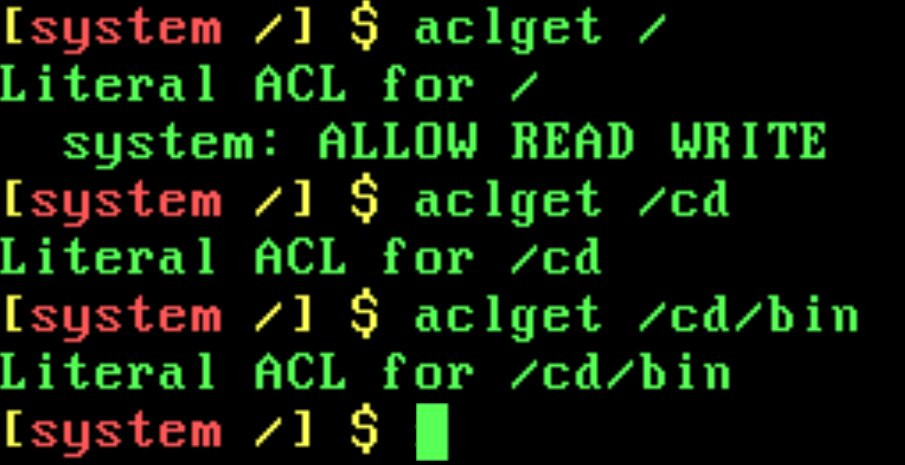 [system /] $ aclget /
Literal ACL for /
  system: ALLOW READ WRITE
[system /] $ aclget /cd
Literal ACL for /cd
[system /] $ aclget /cd/bin
Literal ACL for /cd/bin
[system /] $